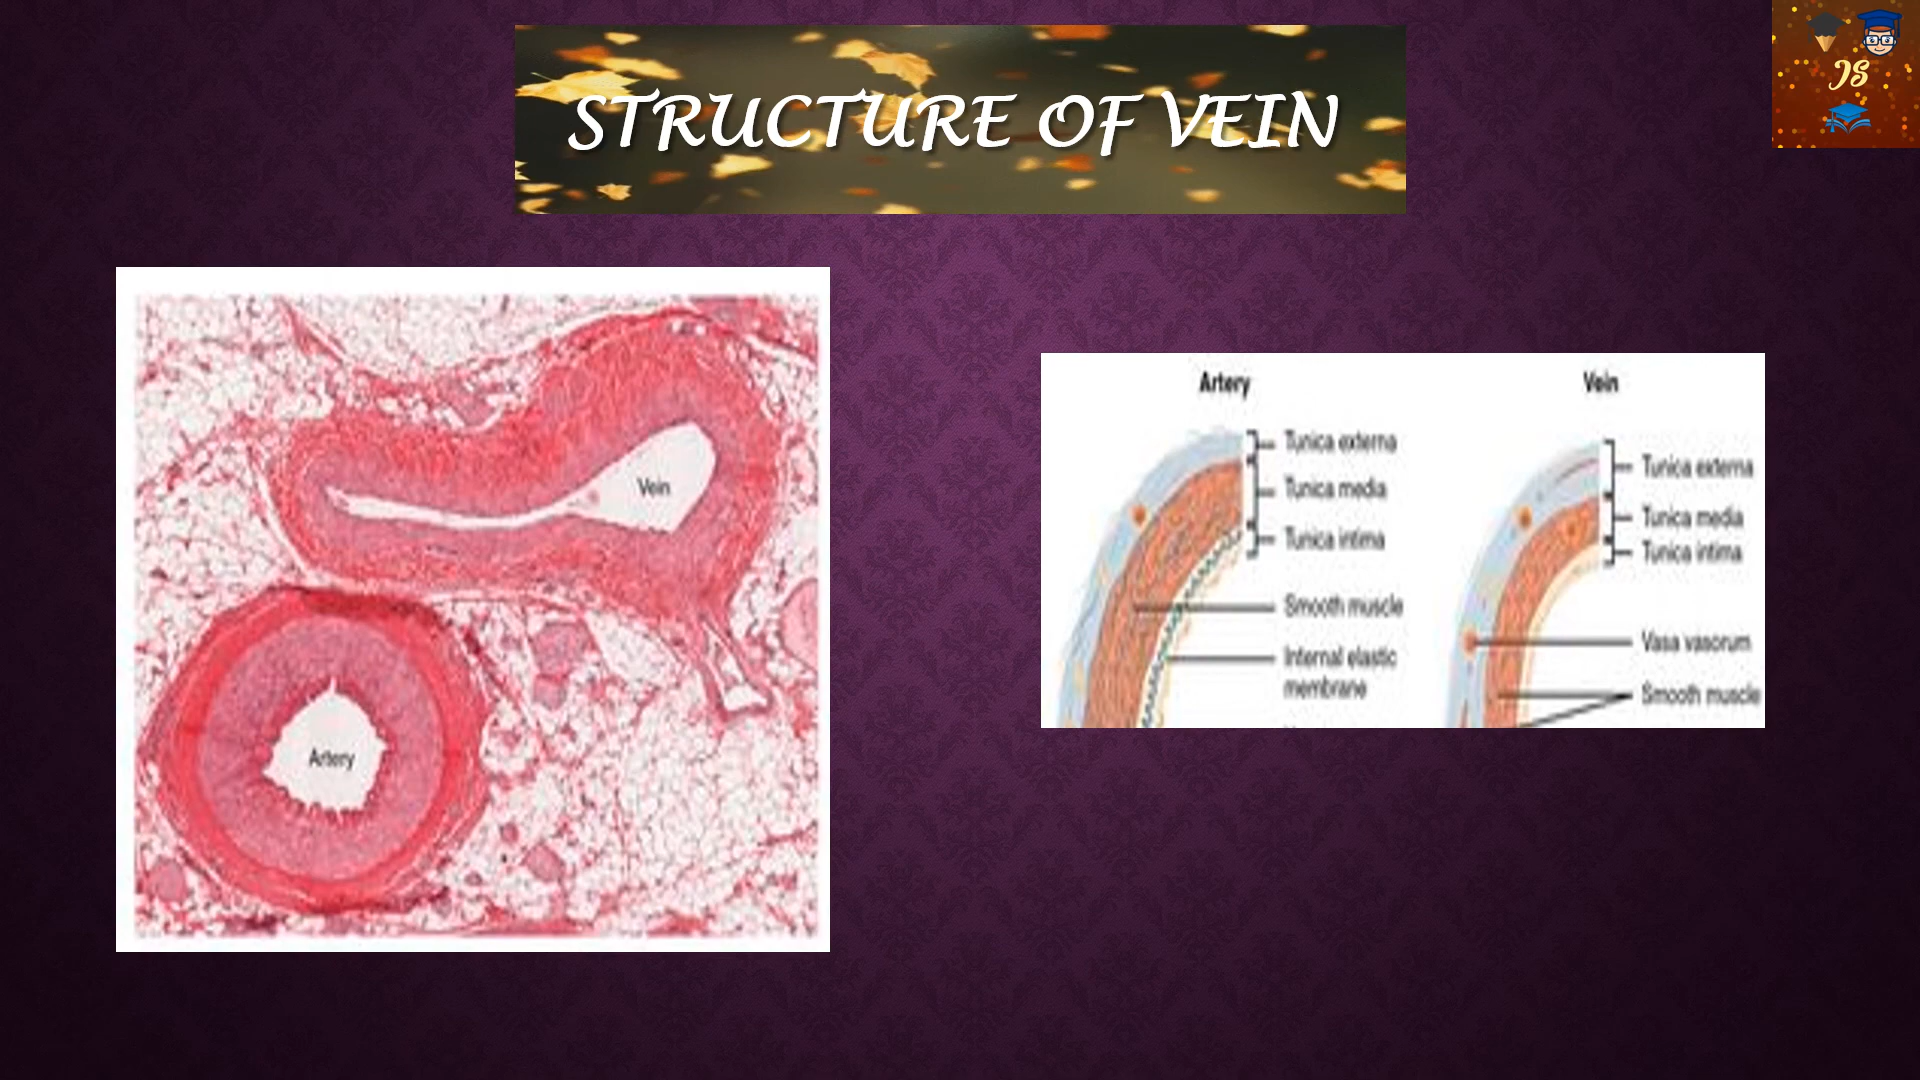 STRUCTURE OF VEIN
JS
Vein
Artery
Artery
Tunica externa
Tunica media
Tunica intima
Smooth muscle
Internal elastic
membrane
Vein
Tunica externa
Tunica media
Tunica intima
Vasa vasorum
Smooth muscle